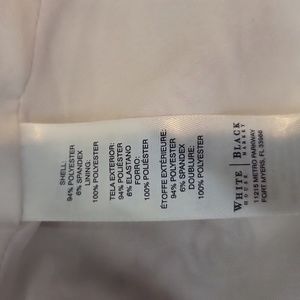 SHELL:
94% POLYESTER
6% SPANDEX
LINING:
100% POLYESTER
TELA EXTERIOR:
94% POLIÉSTER
6% ELASTANO
FORRO:
100% POLIÉSTER
ÉTOFFE EXTÉRIEURE:
94% POLYESTER
6% SPANDEX
DOUBLURE:
100% POLYESTER
WHITE | BLACK
HOUSE MARKET
11215 METRO PARKWAY
FORT MYERS, FL 33966